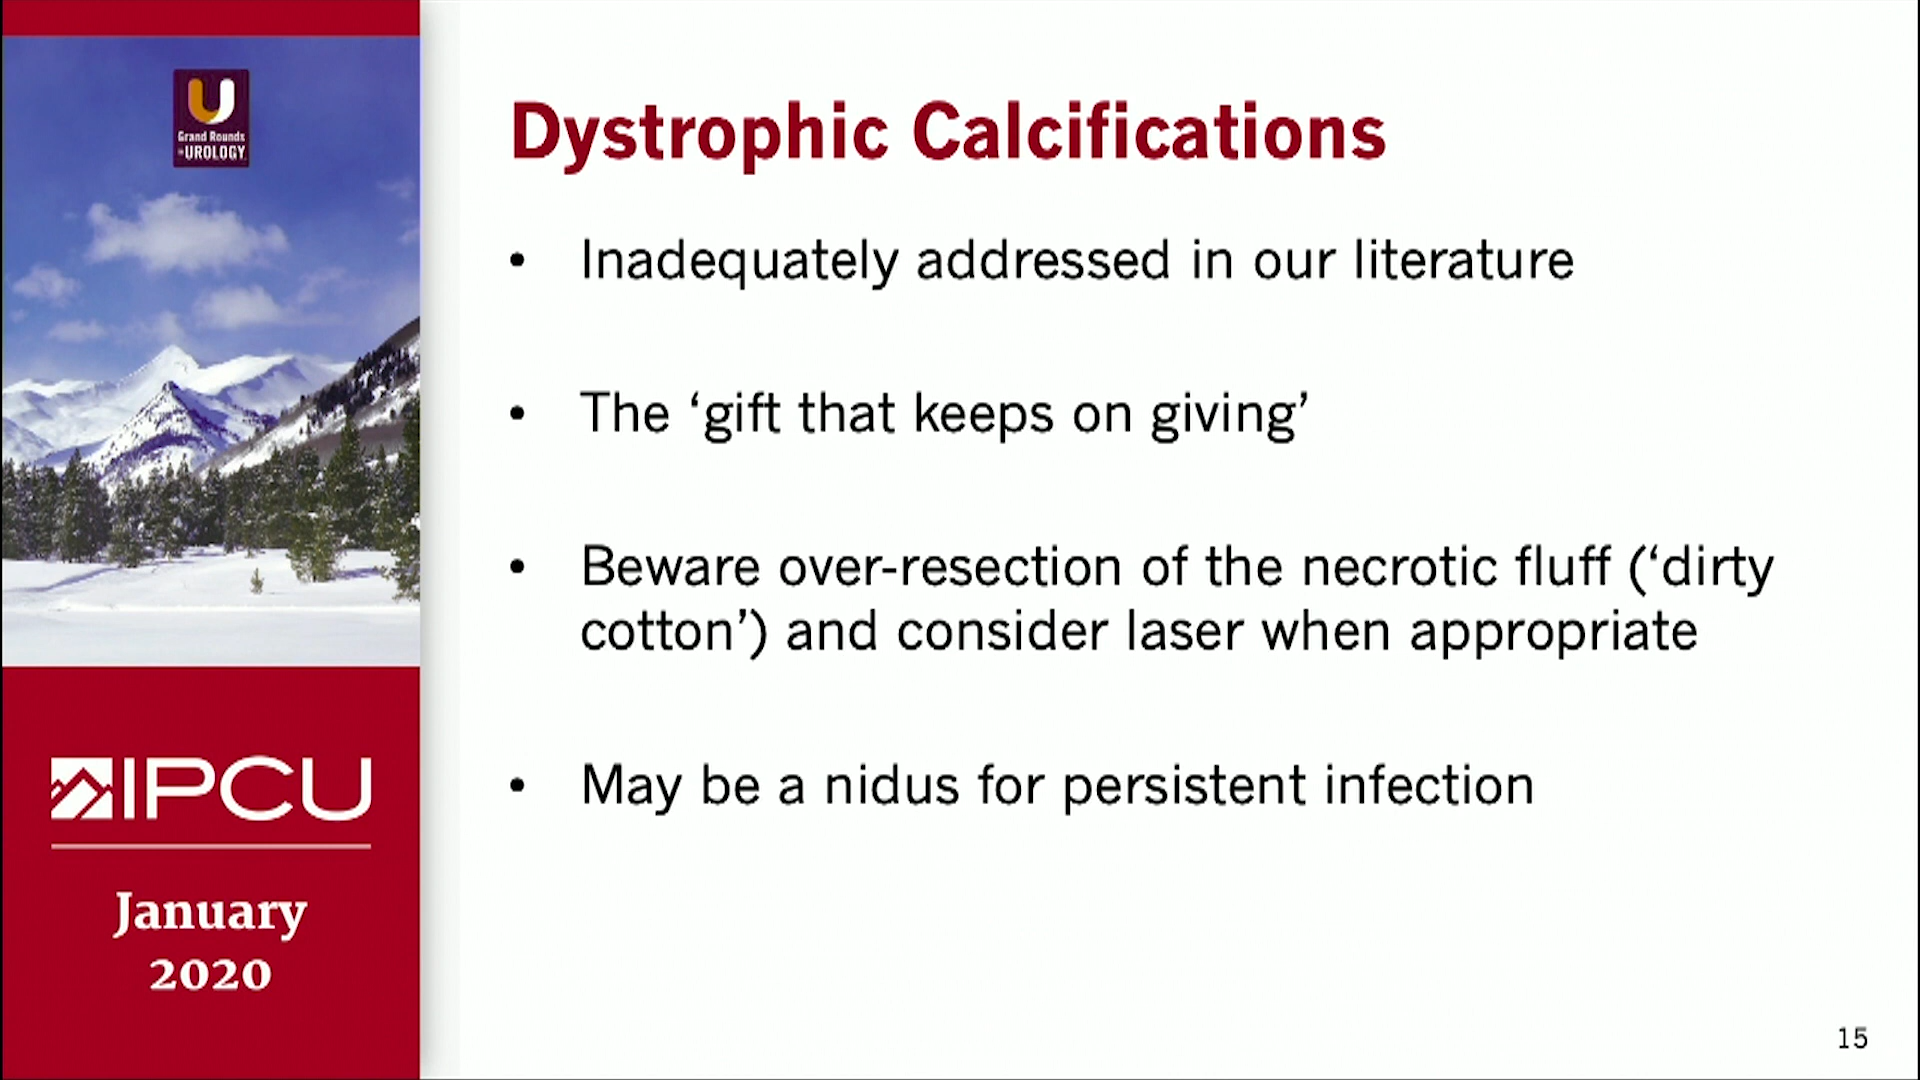 U
Grand Rounds
in UROLOGY
IPCU
January
2020
Dystrophic Calcifications
• Inadequately addressed in our literature
• The ‘gift that keeps on giving’
• Beware over-resection of the necrotic fluff (‘dirty
cotton’) and consider laser when appropriate
• May be a nidus for persistent infection
15